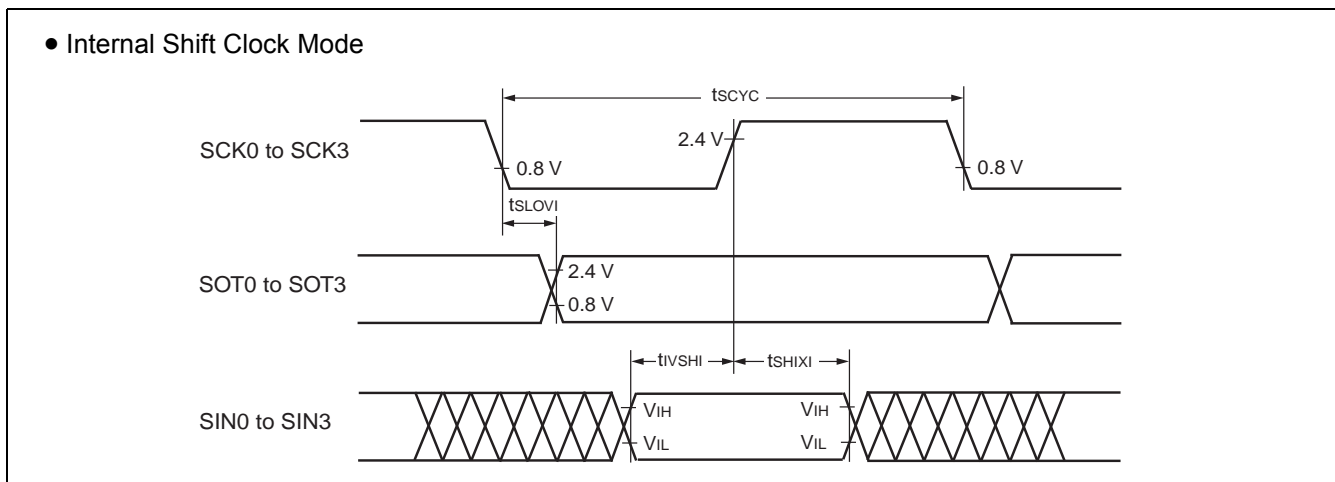 • Internal Shift Clock Mode
tSCYC
SCK0 to SCK3
2.4 V
0.8 V
0.8 V
tSLOVI
SOT0 to SOT3
2.4 V
0.8 V
tIVSHI
tSHIXI
SIN0 to SIN3
VIH
VIH
VIL
VIL